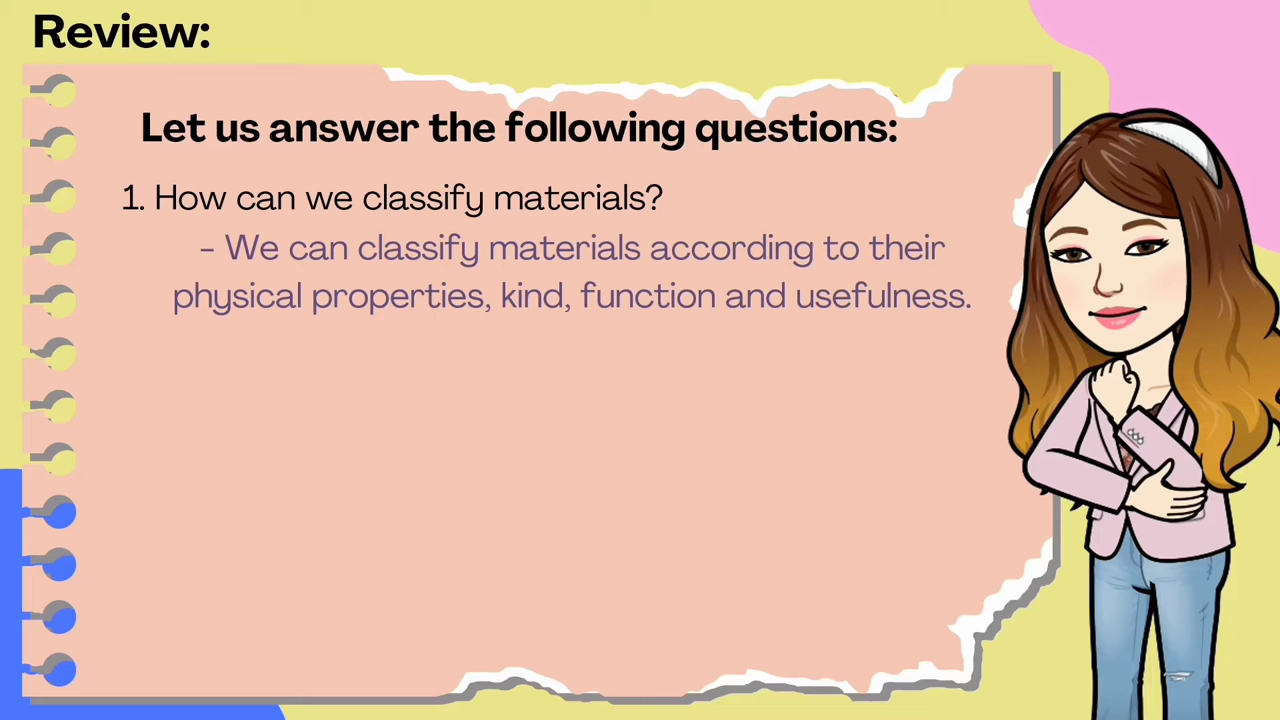 Review:
Let us answer the following questions:
1. How can we classify materials?
- We can classify materials according to their
physical properties, kind, function and usefulness.